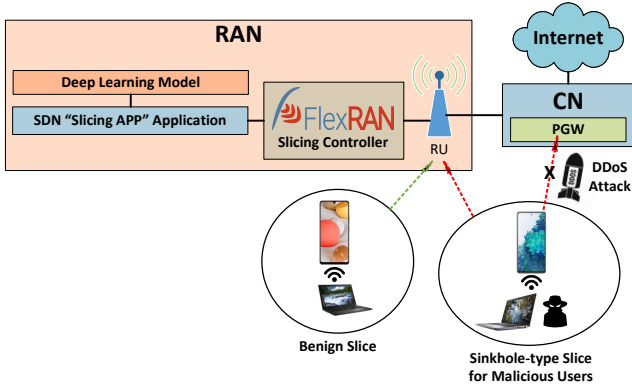 RAN
Internet
Deep Learning Model
SDN "Slicing APP" Application
FlexRAN
Slicing Controller
RU
CN
PGW
X
DDoS
DDoS
Attack
Benign Slice
Sinkhole-type Slice
for Malicious Users